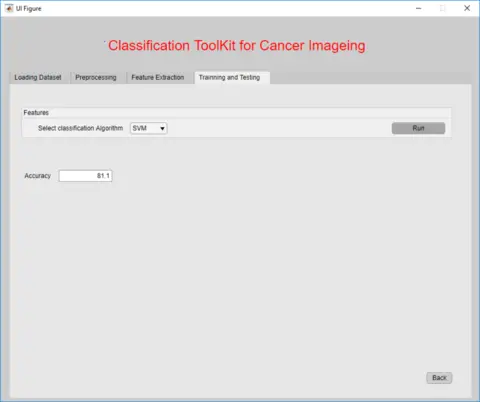 UI Figure
Classification ToolKit for Cancer Imageing
Loading Dataset Preprocessing Feature Extraction Trainning and Testing
Features
Select classification Algorithm SVM Run
Accuracy 81.1
Back